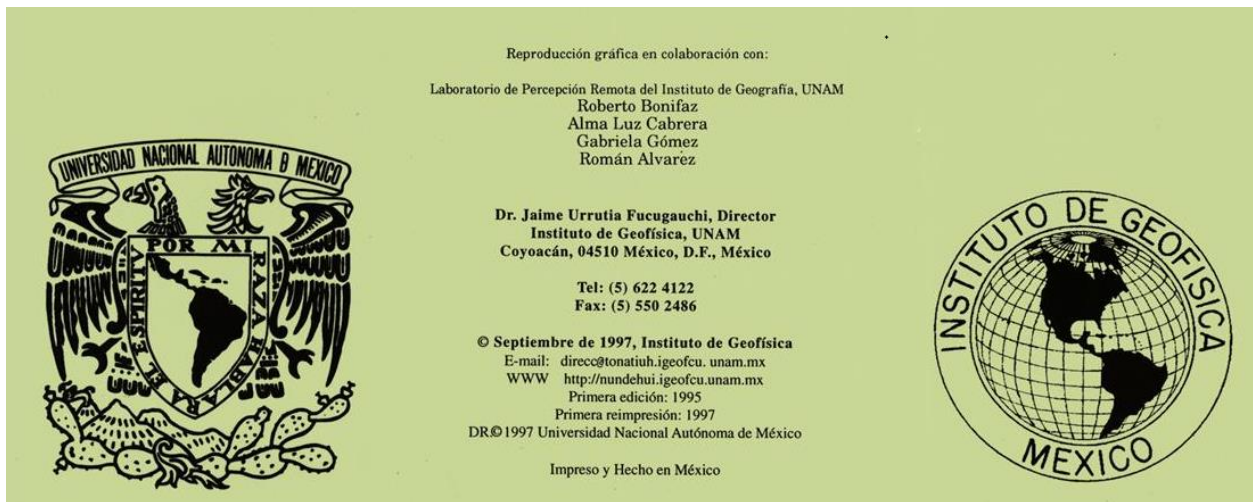 UNIVERSIDAD NACIONAL AUTONOMA D MEXICO
POR MI RAZA HABLARA EL ESPIRITU
Reproducción gráfica en colaboración con:
Laboratorio de Percepción Remota del Instituto de Geografía, UNAM
Roberto Bonifaz
Alma Luz Cabrera
Gabriela Gómez
Román Alvarez
Dr. Jaime Urrutia Fucugauchi, Director
Instituto de Geofísica, UNAM
Coyoacán, 04510 México, D.F., México
Tel: (5) 622 4122
Fax: (5) 550 2486
© Septiembre de 1997, Instituto de Geofísica
E-mail: direcc@tonatiuh.igeofcu. unam.mx
WWW http://nundehui.igeofcu.unam.mx
Primera edición: 1995
Primera reimpresión: 1997
DR© 1997 Universidad Nacional Autónoma de México
Impreso y Hecho en México
INSTITUTO DE GEOFISICA
MEXICO